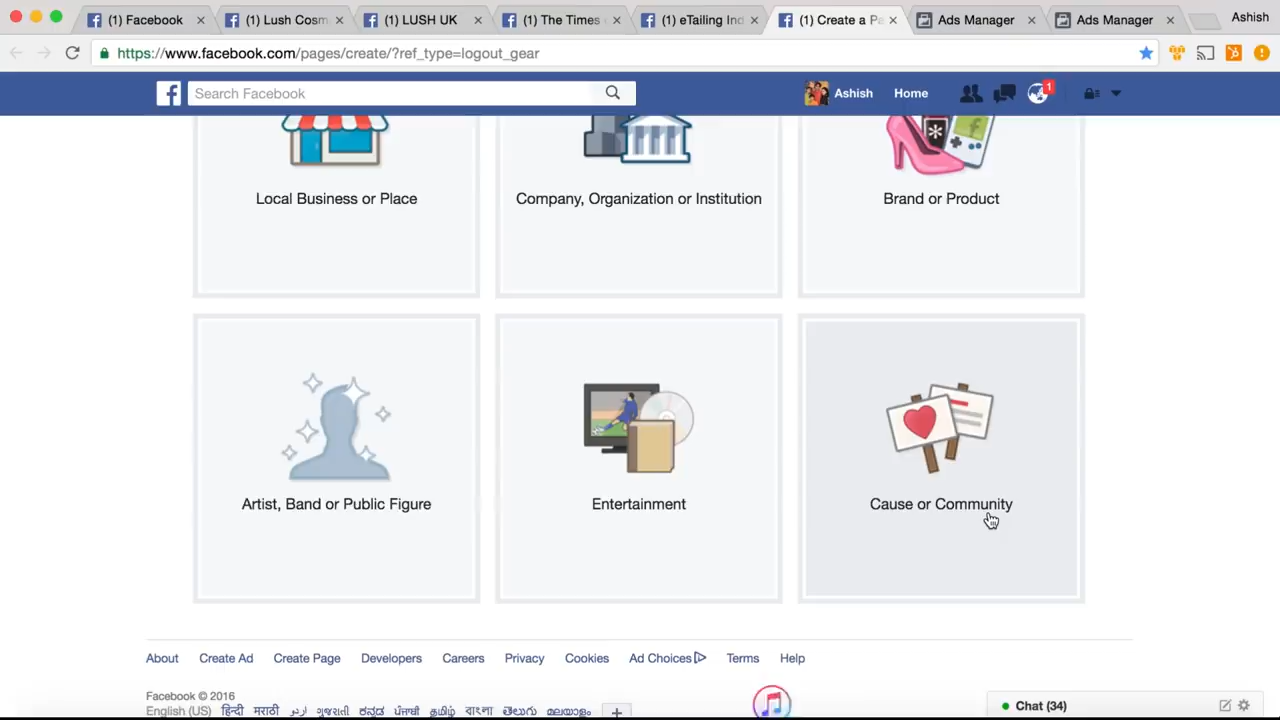 (1) Facebook
(1) Lush Cosm
(1) LUSH UK
(1) The Times
(1) eTailing Ind
(1) Create a Pa
Ads Manager
Ads Manager
Ashish
https://www.facebook.com/pages/create/?ref_type=logout_gear
Search Facebook
Ashish
Home
1
Local Business or Place
Company, Organization or Institution
Brand or Product
Artist, Band or Public Figure
Entertainment
Cause or Community
About
Create Ad
Create Page
Developers
Careers
Privacy
Cookies
Ad Choices
Terms
Help
Facebook © 2016
English (US) हिन्दी मराठी اردو ગુજરાતી ಕನ್ನಡ ਪੰਜਾਬੀ தமிழ் বাংলা తెలుగు മലയാളം
Chat (34)